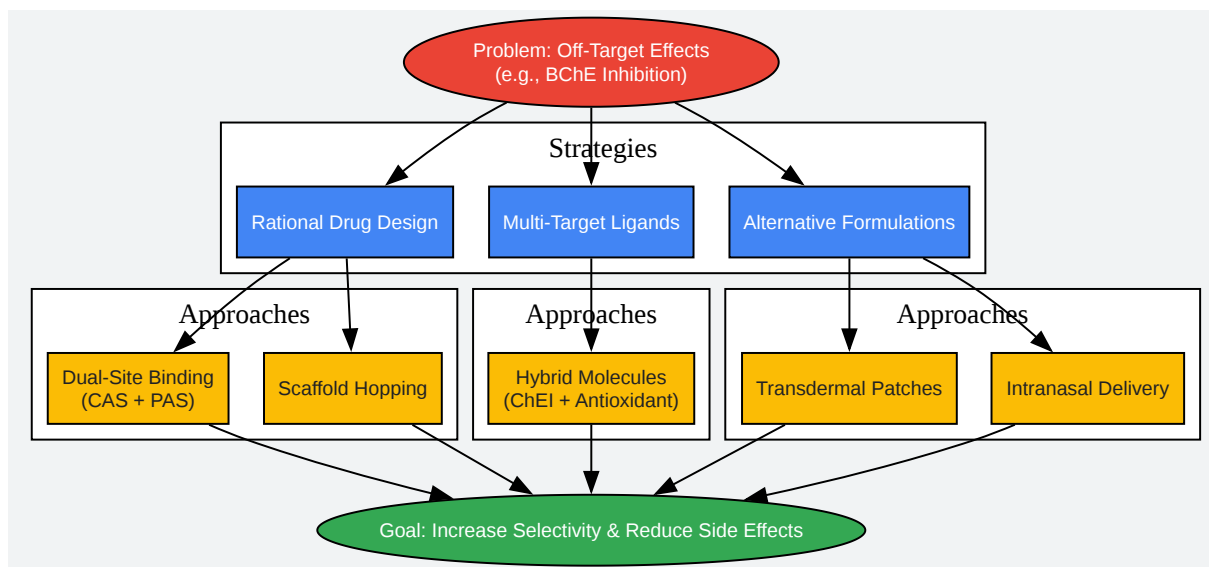 Problem: Off-Target Effects
(e.g., BChE Inhibition)
Strategies
Rational Drug Design
Multi-Target Ligands
Alternative Formulations
Approaches
Approaches
Approaches
Dual-Site Binding
(CAS + PAS)
Scaffold Hopping
Hybrid Molecules
(ChEI + Antioxidant)
Transdermal Patches
Intranasal Delivery
Goal: Increase Selectivity & Reduce Side Effects